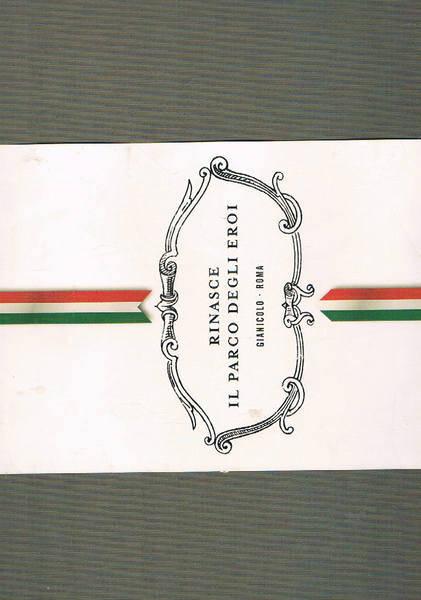 RINASCE
IL PARCO DEGLI EROI
GIANICOLO · ROMA